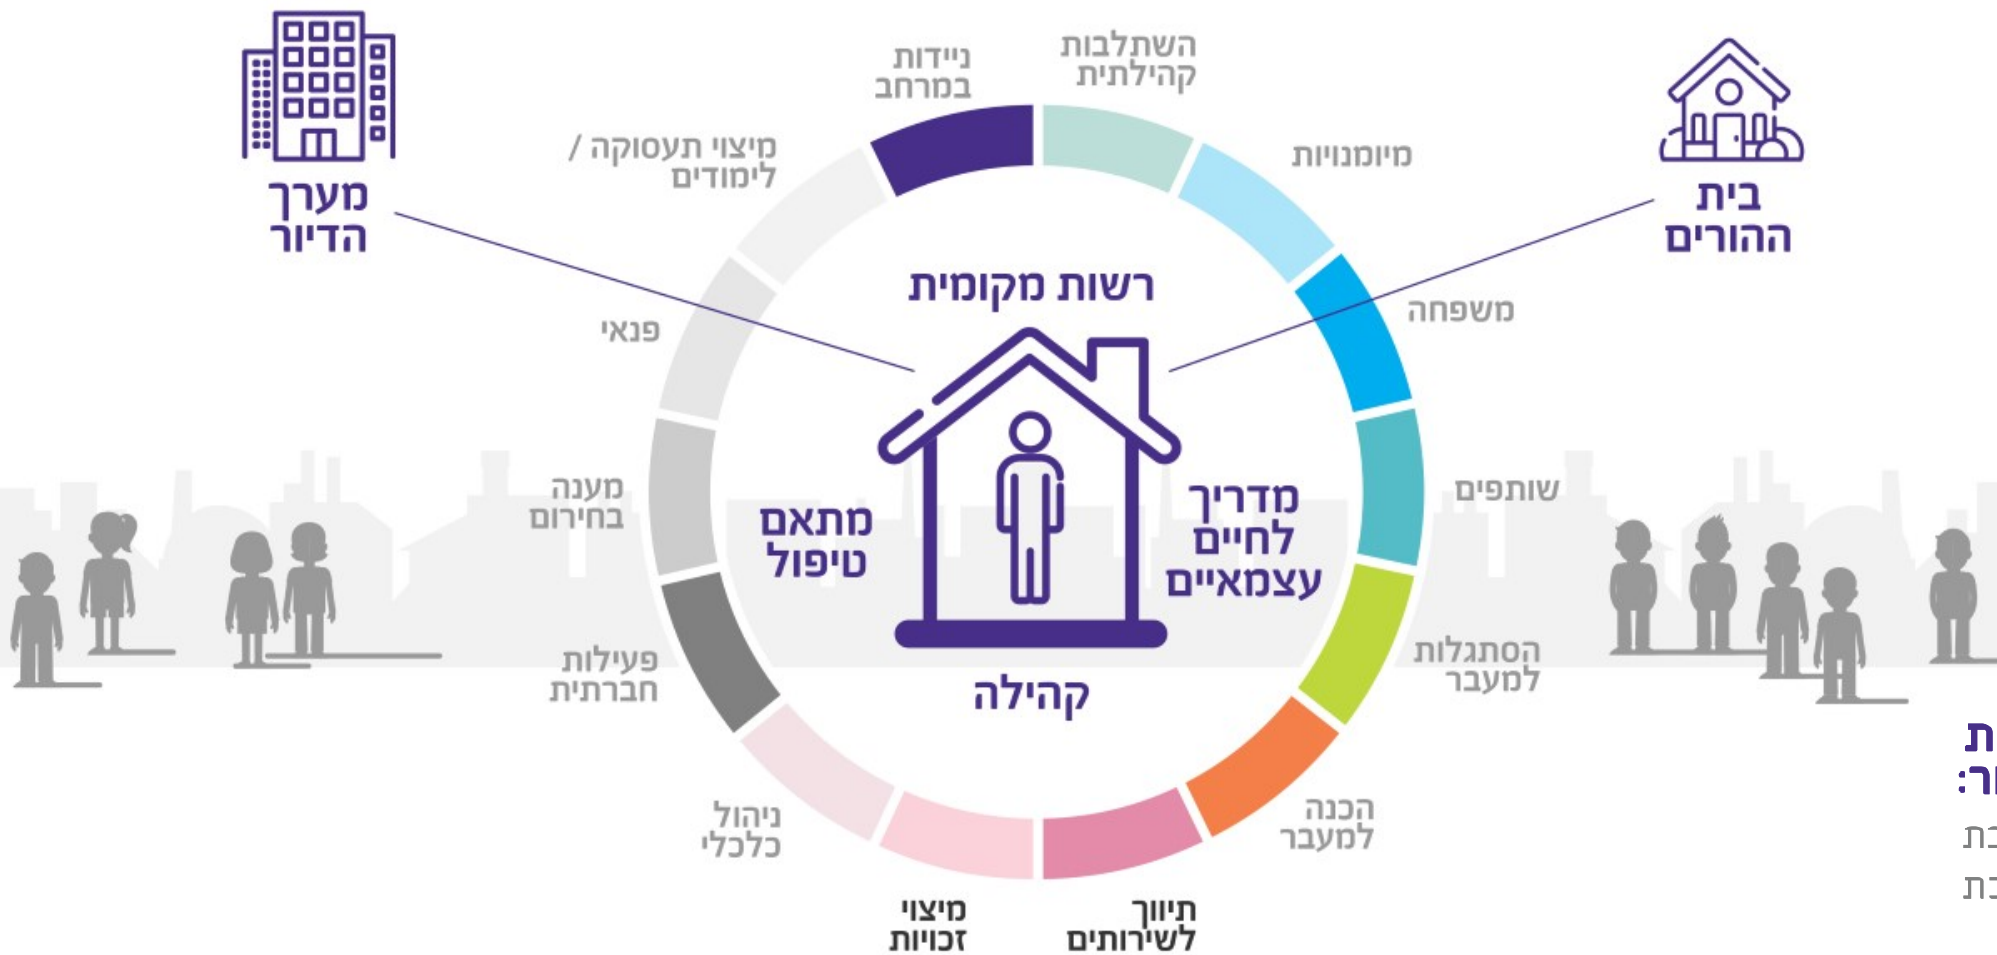 מערך
הדיור
בית
ההורים
השתלבות
קהילתית
מיומנויות
משפחה
שותפים
הסתגלות
למעבר
הכנה
למעבר
תיווך
לשירותים
מיצוי
זכויות
ניהול
כלכלי
פעילות
חברתית
מענה
בחירום
פנאי
מיצוי תעסוקה /
לימודים
ניידות
במרחב
רשות מקומית
מדריך
לחיים
עצמאיים
מתאם
טיפול
קהילה